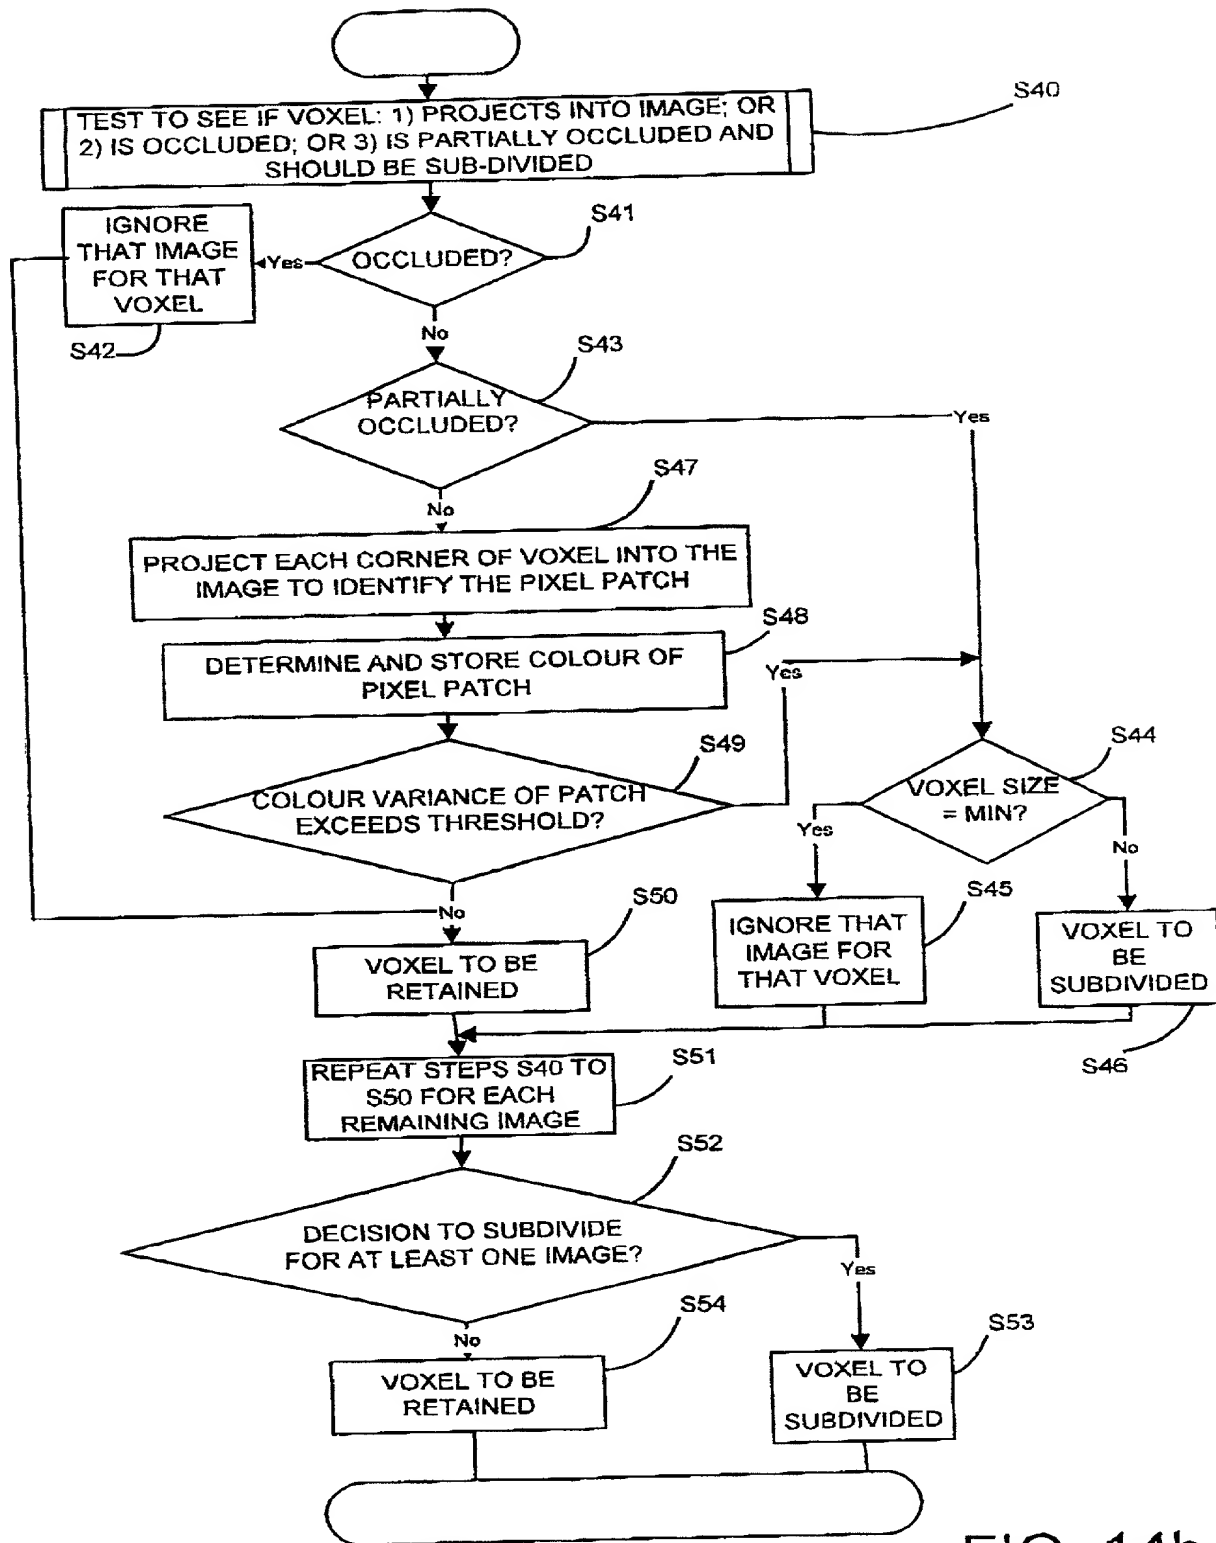 S40
TEST TO SEE IF VOXEL: 1) PROJECTS INTO IMAGE; OR
2) IS OCCLUDED; OR 3) IS PARTIALLY OCCLUDED AND
SHOULD BE SUB-DIVIDED
S41
IGNORE
THAT IMAGE
FOR THAT
VOXEL
Yes
OCCLUDED?
S42
No
S43
PARTIALLY
OCCLUDED?
Yes
S47
No
PROJECT EACH CORNER OF VOXEL INTO THE
IMAGE TO IDENTIFY THE PIXEL PATCH
S48
DETERMINE AND STORE COLOUR OF
PIXEL PATCH
Yes
S49
S44
COLOUR VARIANCE OF PATCH
EXCEEDS THRESHOLD?
VOXEL SIZE
= MIN?
Yes
No
No
S50
S45
VOXEL TO BE
RETAINED
IGNORE THAT
IMAGE FOR
THAT VOXEL
VOXEL TO
BE
SUBDIVIDED
S46
S51
REPEAT STEPS S40 TO
S50 FOR EACH
REMAINING IMAGE
S52
DECISION TO SUBDIVIDE
FOR AT LEAST ONE IMAGE?
Yes
S54
No
S53
VOXEL TO BE
RETAINED
VOXEL TO
BE
SUBDIVIDED